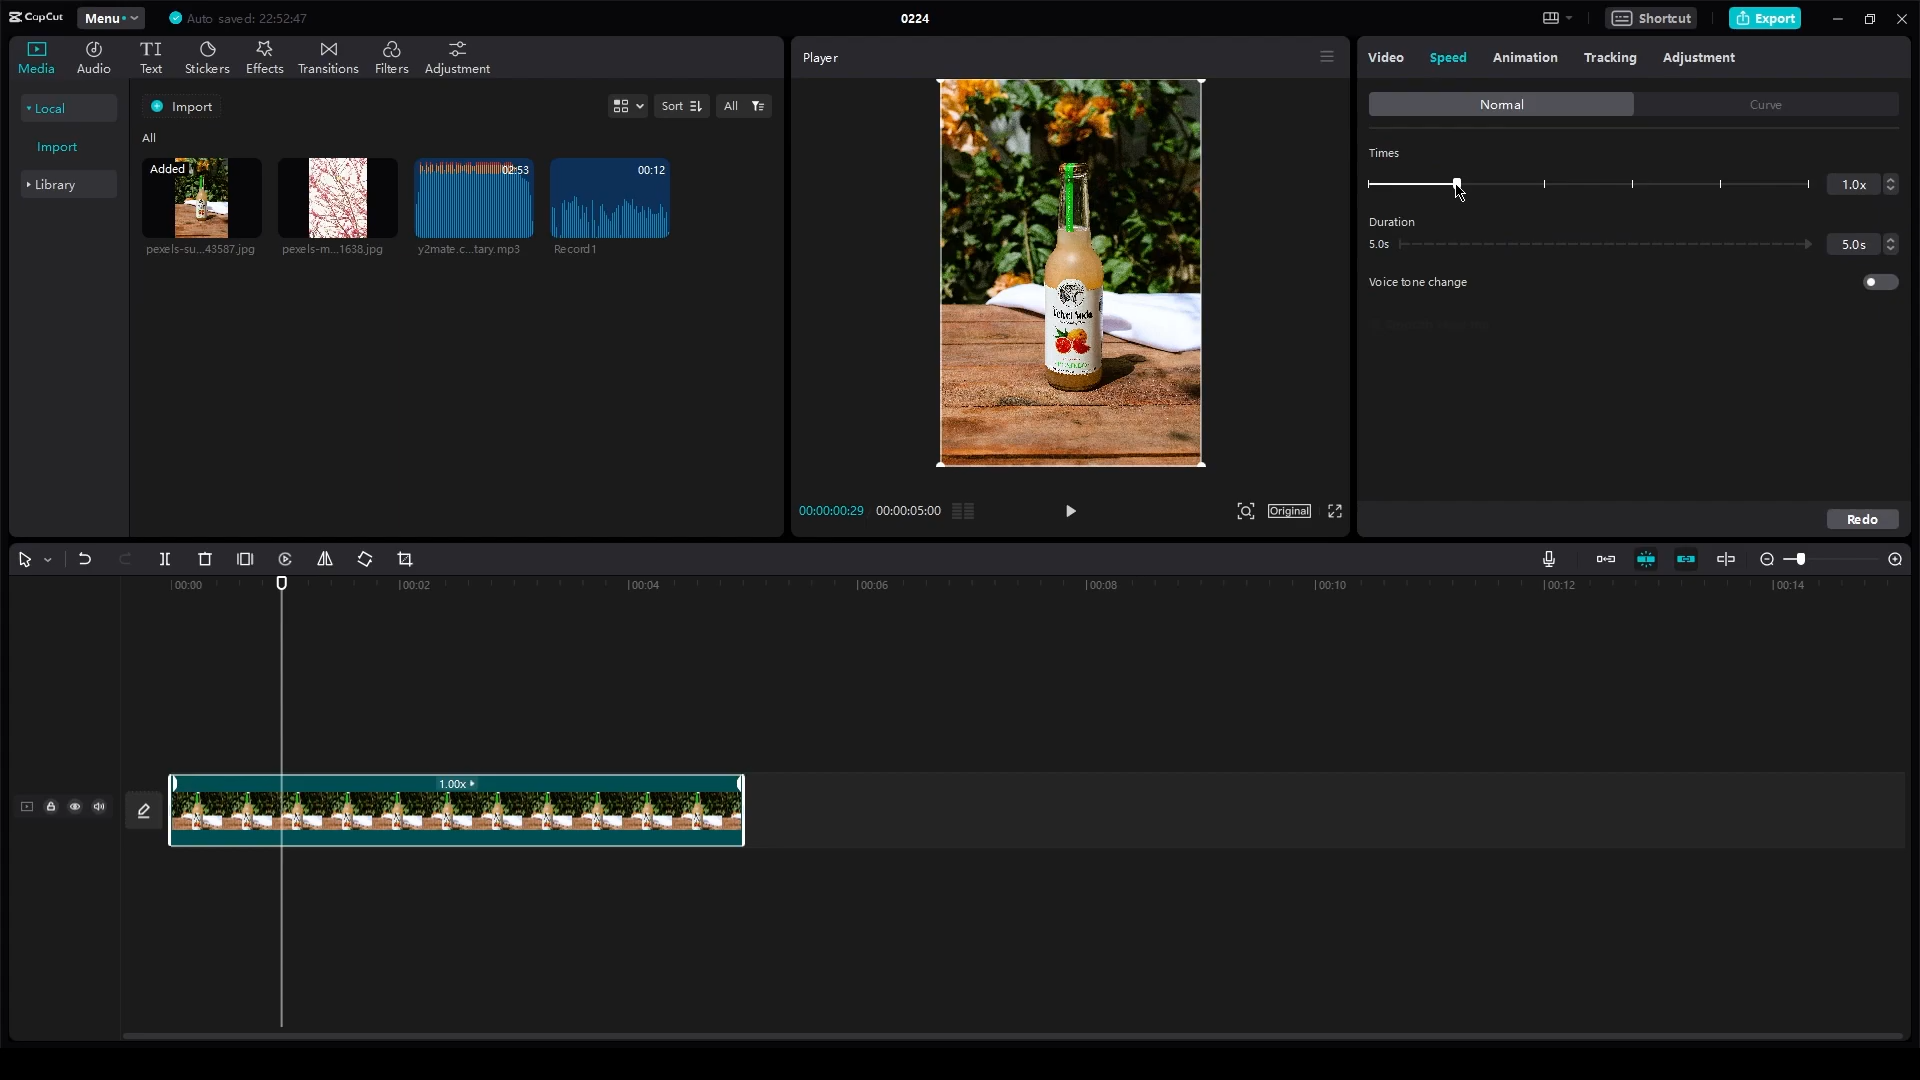 CapCut
Menu
Auto saved: 22:52:47
0224
Shortcut
Export
Media
Audio
Text
Stickers
Effects
Transitions
Filters
Adjustment
Local
Import
Library
Import
Sort
All
All
Added
02:53
00:12
pexels-su...43587.jpg
pexels-m...1638.jpg
y2mate.c...tary.mp3
Record1
Player
00:00:00:29
00:00:05:00
Original
Video
Speed
Animation
Tracking
Adjustment
Normal
Curve
Times
1.0x
Duration
5.0s
5.0s
Voice tone change
Redo
00:00
00:02
00:04
00:06
00:08
00:10
00:12
00:14
1.00x